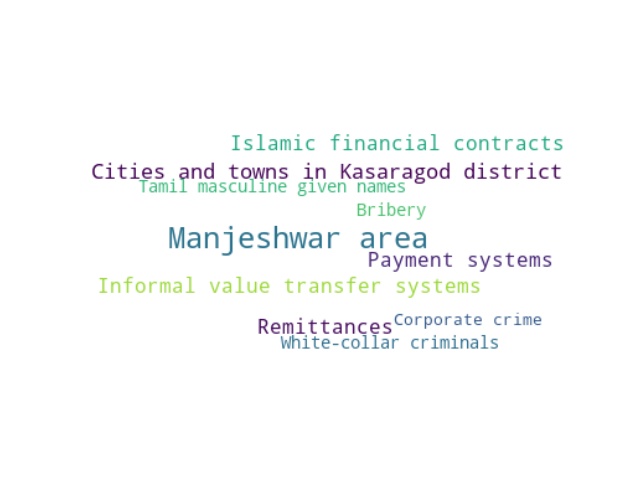 Islamic financial contracts
Cities and towns in Kasaragod district
Tamil masculine given names
Bribery
Manjeshwar area
Payment systems
Informal value transfer systems
Corporate crime
Remittances
White-collar criminals